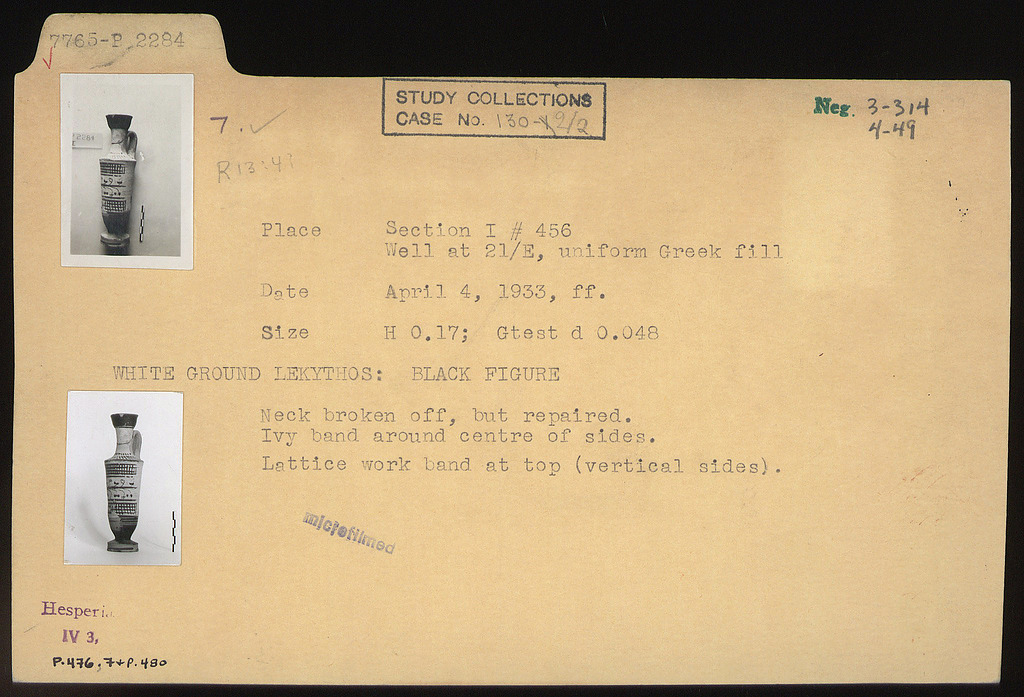 7765-P 2284
STUDY COLLECTIONS
CASE No. 130-
Neg. 3-314
4-49
7.
2284
Place Section I # 456
Well at 21/E, uniform Greek fill
Date April 4, 1933, ff.
Size H 0.17; Gtest d 0.048
WHITE GROUND LEKYTHOS: BLACK FIGURE
Neck broken off, but repaired.
Ivy band around centre of sides.
Lattice work band at top (vertical sides).
microfilmed
Hesperia
IV 3,
P.476, 7+P.480